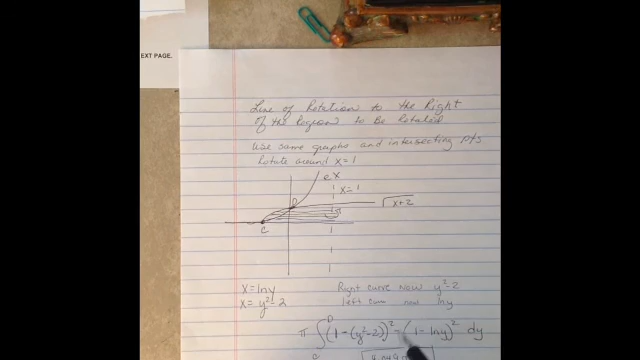 EXT PAGE.
Line of Rotation to the Right
of the Region to Be Rotated
Use same graphs and intersecting pts
Rotate around x = 1
e^x
x = 1
D
√x+2
C
x = ln y
x = y²-2
Right curve now y²-2
left curve now ln y
D
π ∫ (1 - (y²-2))² - (1 - ln y)² dy
C